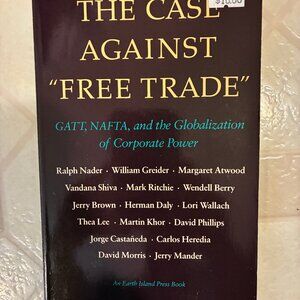 THE CASE
AGAINST
"FREE TRADE"
GATT, NAFTA, and the Globalization
of Corporate Power
Ralph Nader · William Greider · Margaret Atwood
Vandana Shiva · Mark Ritchie · Wendell Berry
Jerry Brown · Herman Daly · Lori Wallach
Thea Lee · Martin Khor · David Phillips
Jorge Castañeda · Carlos Heredia
David Morris · Jerry Mander
An Earth Island Press Book